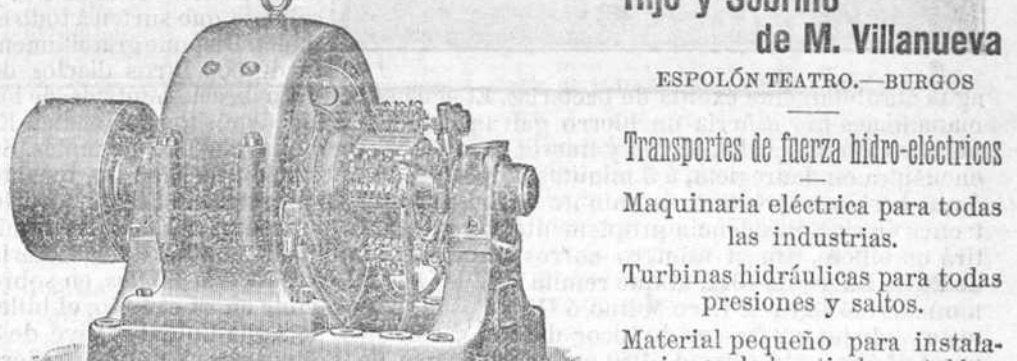 Hijo y Sobrino
de M. Villanueva
ESPOLÓN TEATRO.—BURGOS
Transportes de fuerza hidro-eléctricos
Maquinaria eléctrica para todas
las industrias.
Turbinas hidráulicas para todas
presiones y saltos.
Material pequeño para instala-